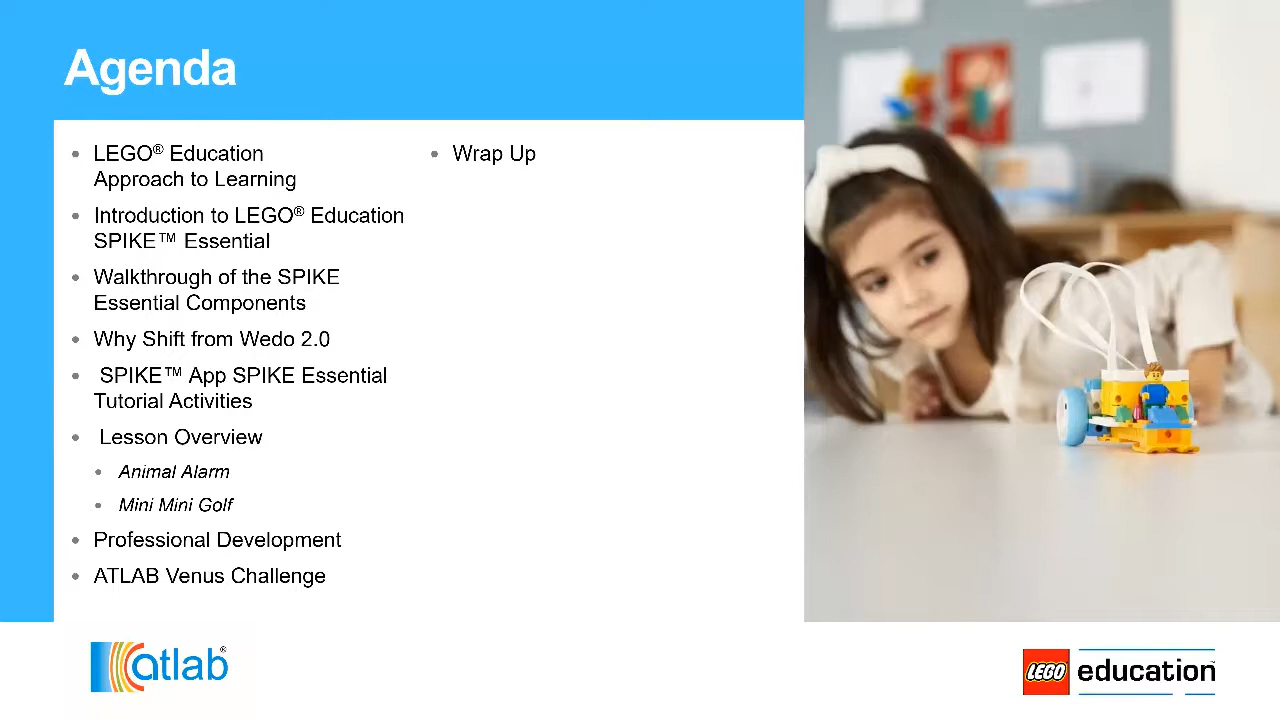 Agenda
LEGO® Education
Approach to Learning
Introduction to LEGO® Education
SPIKE™ Essential
Walkthrough of the SPIKE
Essential Components
Why Shift from Wedo 2.0
SPIKE™ App SPIKE Essential
Tutorial Activities
Lesson Overview
Animal Alarm
Mini Mini Golf
Professional Development
ATLAB Venus Challenge
Wrap Up
atlab®
LEGO education™